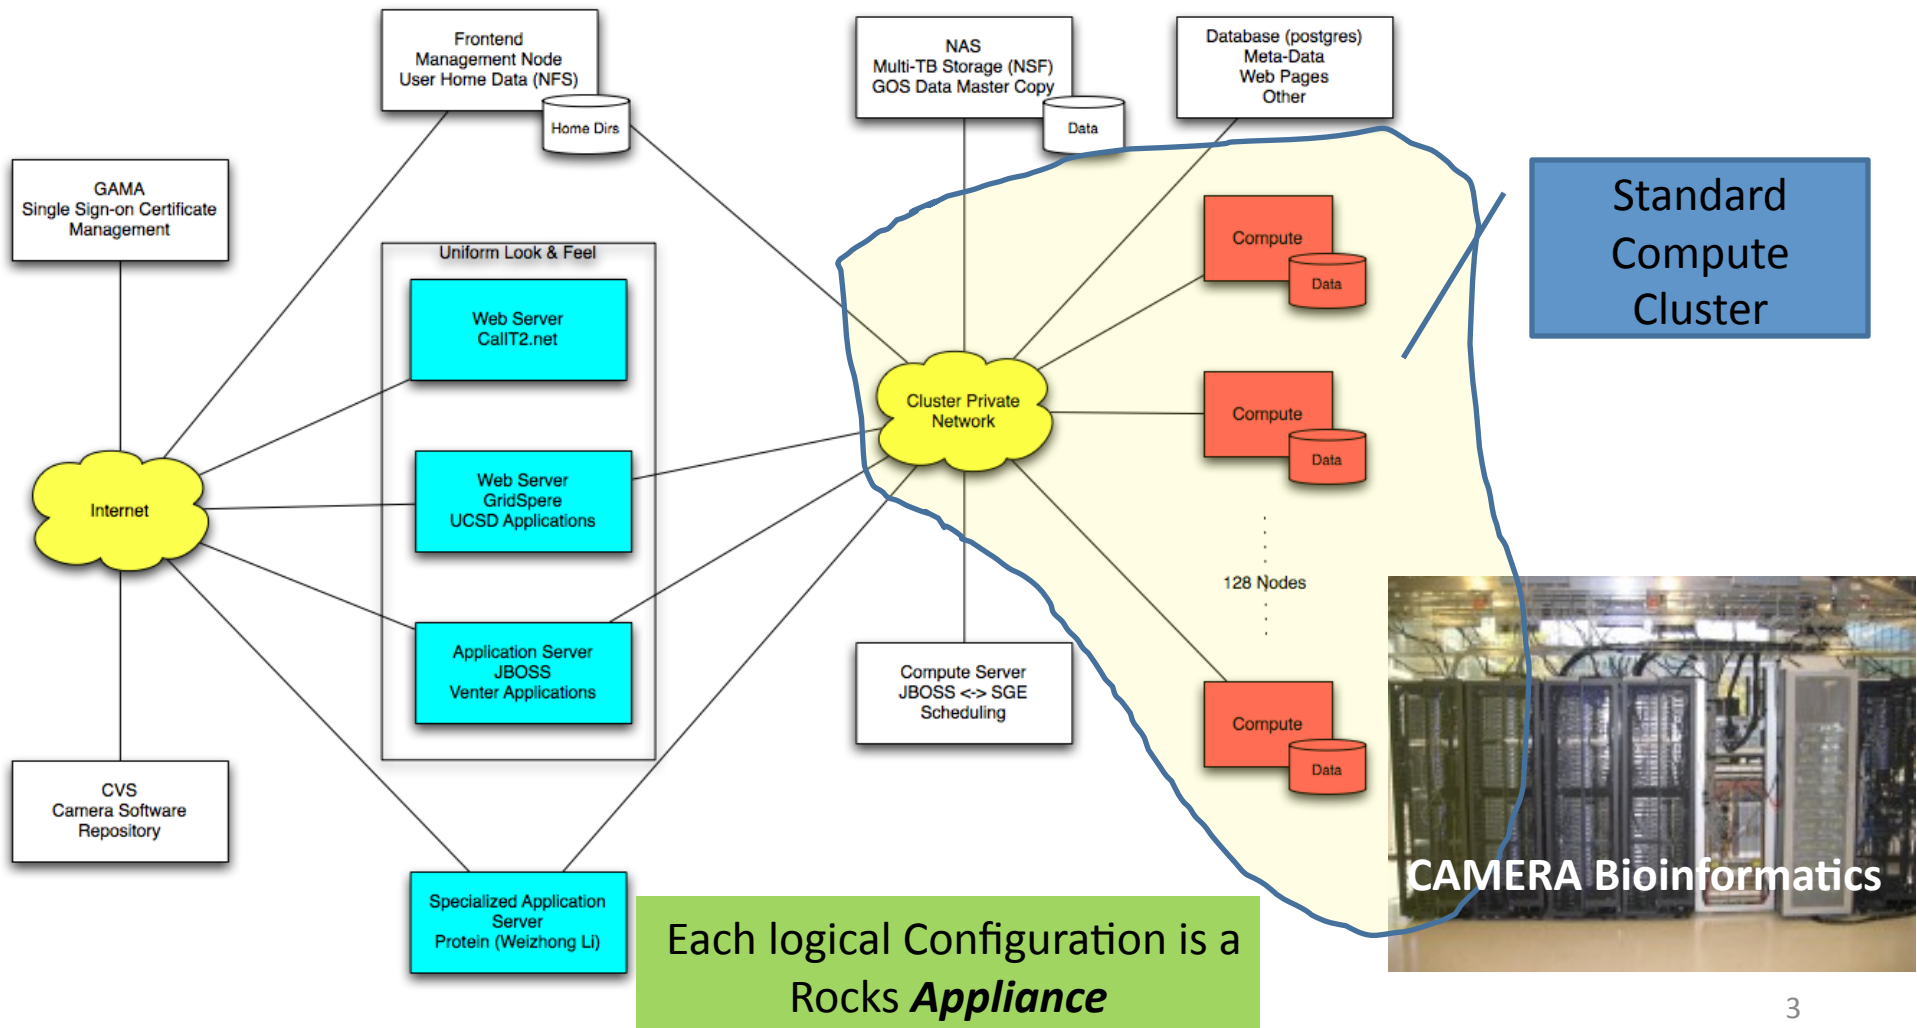 Frontend
Management Node
User Home Data (NFS)
Home Dirs
NAS
Multi-TB Storage (NSF)
GOS Data Master Copy
Data
Database (postgres)
Meta-Data
Web Pages
Other
GAMA
Single Sign-on Certificate
Management
Uniform Look & Feel
Web Server
CalIT2.net
Web Server
GridSpere
UCSD Applications
Application Server
JBOSS
Venter Applications
Internet
CVS
Camera Software
Repository
Specialized Application
Server
Protein (Weizhong Li)
Cluster Private
Network
Compute Server
JBOSS <-> SGE
Scheduling
Compute
Data
Compute
Data
128 Nodes
Compute
Data
Standard
Compute
Cluster
CAMERA Bioinformatics
Each logical Configuration is a
Rocks Appliance
3